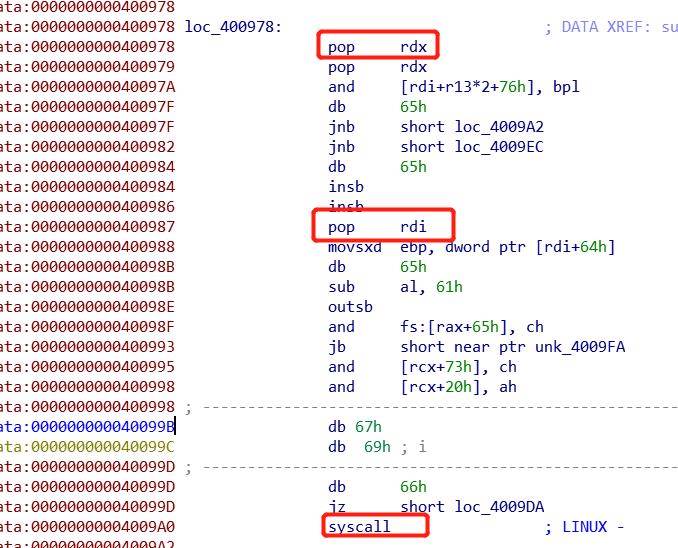 ata:0000000000400978
ata:0000000000400978 loc_400978: ; DATA XREF: su
ata:0000000000400978 pop rdx
ata:0000000000400979 pop rdx
ata:000000000040097A and [rdi+r13*2+76h], bpl
ata:000000000040097F db 65h
ata:000000000040097F jnb short loc_4009A2
ata:0000000000400982 jnb short loc_4009EC
ata:0000000000400984 db 65h
ata:0000000000400984 insb
ata:0000000000400986 insb
ata:0000000000400987 pop rdi
ata:0000000000400988 movsxd ebp, dword ptr [rdi+64h]
ata:000000000040098B db 65h
ata:000000000040098B sub al, 61h
ata:000000000040098E outsb
ata:000000000040098F and fs:[rax+65h], ch
ata:0000000000400993 jb short near ptr unk_4009FA
ata:0000000000400995 and [rcx+73h], ch
ata:0000000000400998 and [rcx+20h], ah
ata:0000000000400998 ; ---------------------------------------------------
ata:000000000040099B db 67h
ata:000000000040099C db 69h ; i
ata:000000000040099D ; ---------------------------------------------------
ata:000000000040099D db 66h
ata:000000000040099D jz short loc_4009DA
ata:00000000004009A0 syscall ; LINUX -
ata:00000000004009A2